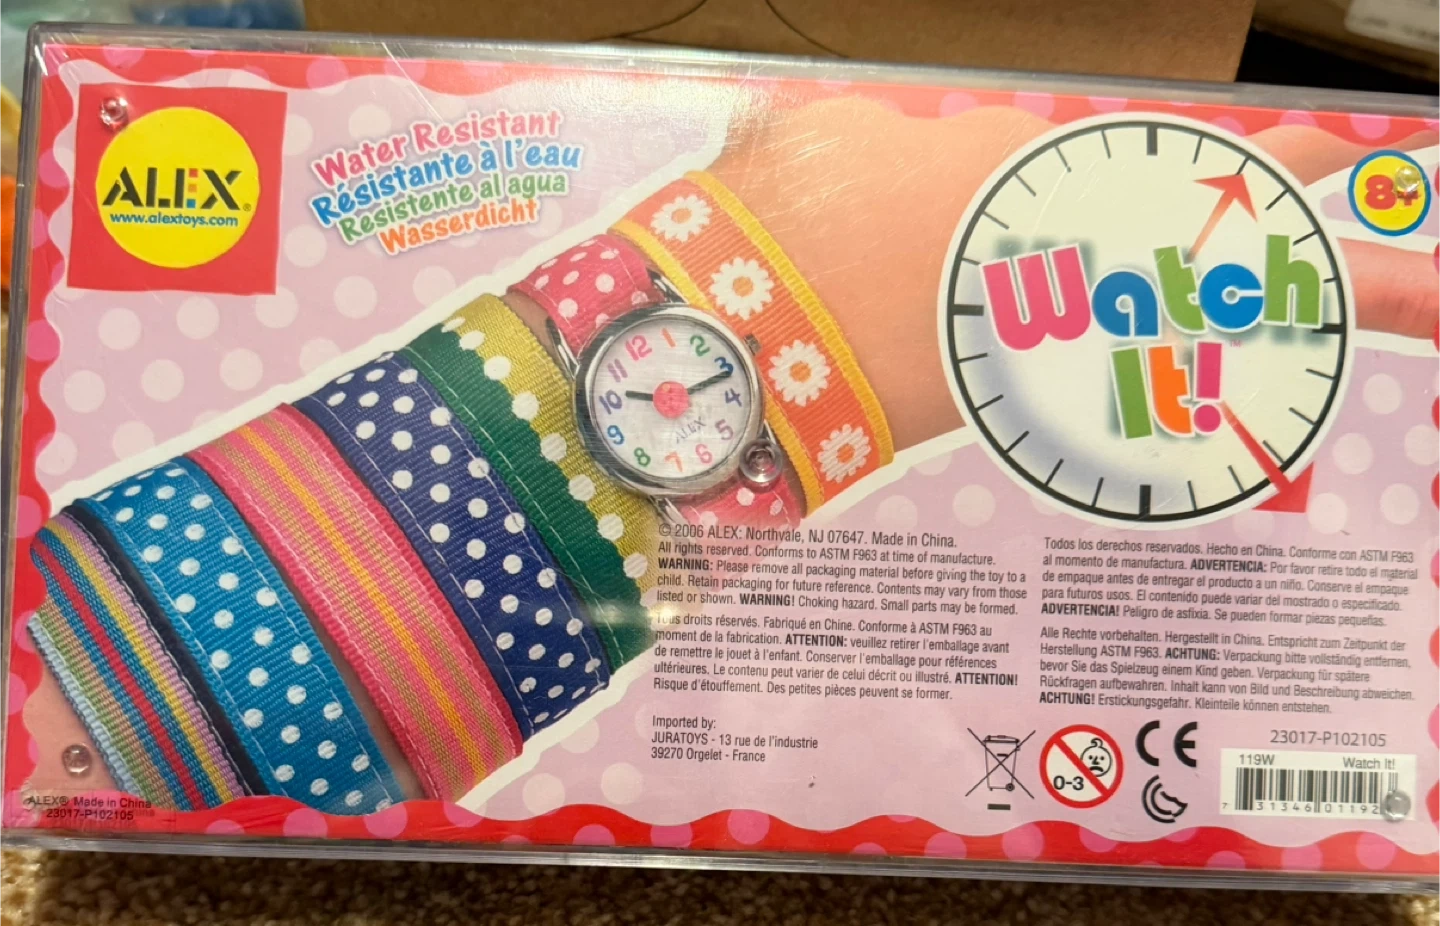 ALEX®
www.alextoys.com
Water Resistant
Résistante à l'eau
Resistente al agua
Wasserdicht
Watch
It!™
8+
12 1 2 3 4 5 6 7 8 9 10 11
ALEX
© 2006 ALEX: Northvale, NJ 07647. Made in China.
All rights reserved. Conforms to ASTM F963 at time of manufacture.
WARNING: Please remove all packaging material before giving the toy to a
child. Retain packaging for future reference. Contents may vary from those
listed or shown. WARNING! Choking hazard. Small parts may be formed.
Tous droits réservés. Fabriqué en Chine. Conforme à ASTM F963 au
moment de la fabrication. ATTENTION: veuillez retirer l'emballage avant
de remettre le jouet à l'enfant. Conserver l'emballage pour références
ultérieures. Le contenu peut varier de celui décrit ou illustré. ATTENTION!
Risque d'étouffement. Des petites pièces peuvent se former.
Imported by:
JURATOYS - 13 rue de l'industrie
39270 Orgelet - France
Todos los derechos reservados. Hecho en China. Conforme con ASTM F963
al momento de manufactura. ADVERTENCIA: Por favor retire todo el material
de empaque antes de entregar el producto a un niño. Conserve el empaque
para futuros usos. El contenido puede variar del mostrado o especificado.
ADVERTENCIA! Peligro de asfixia. Se pueden formar piezas pequeñas.
Alle Rechte vorbehalten. Hergestellt in China. Entspricht zum Zeitpunkt der
Herstellung ASTM F963. ACHTUNG: Verpackung bitte vollständig entfernen,
bevor Sie das Spielzeug einem Kind geben. Verpackung für spätere
Rückfragen aufbewahren. Inhalt kann von Bild und Beschreibung abweichen.
ACHTUNG! Erstickungsgefahr. Kleinteile können entstehen.
0-3
CE
23017-P102105
119W Watch It!
7 31346 01192
ALEX® Made in China
23017-P102105